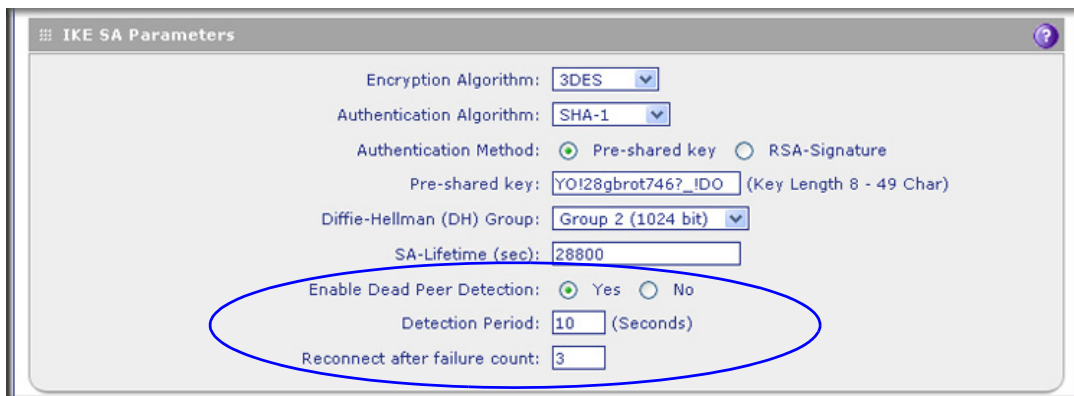 IKE SA Parameters
?
Encryption Algorithm: 3DES
Authentication Algorithm: SHA-1
Authentication Method: Pre-shared key RSA-Signature
Pre-shared key: YO!28gbrot746?_!DO (Key Length 8 - 49 Char)
Diffie-Hellman (DH) Group: Group 2 (1024 bit)
SA-Lifetime (sec): 28800
Enable Dead Peer Detection: Yes No
Detection Period: 10 (Seconds)
Reconnect after failure count: 3